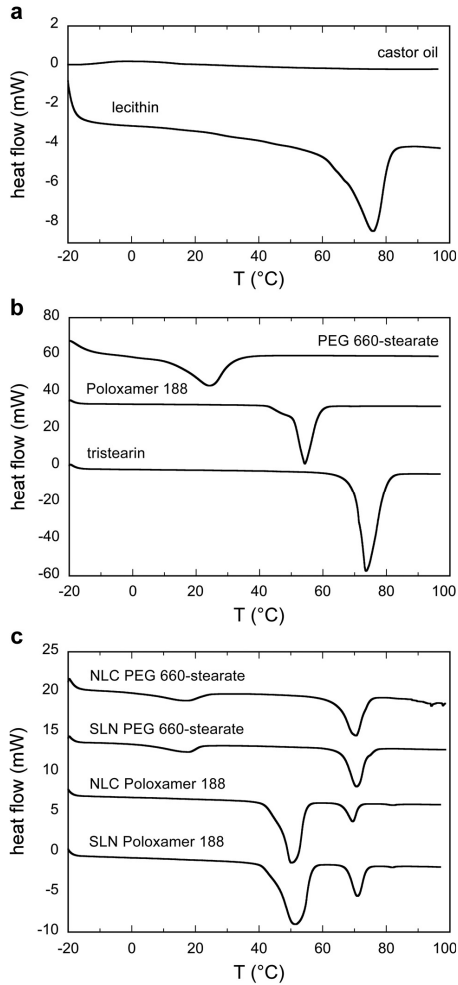 a
2
0
-2
-4
-6
-8
heat flow (mW)
castor oil
lecithin
-20 0 20 40 60 80 100
T (°C)
b
80
60
40
20
0
-20
-40
-60
heat flow (mW)
PEG 660-stearate
Poloxamer 188
tristearin
-20 0 20 40 60 80 100
T (°C)
c
25
20
15
10
5
0
-5
-10
heat flow (mW)
NLC PEG 660-stearate
SLN PEG 660-stearate
NLC Poloxamer 188
SLN Poloxamer 188
-20 0 20 40 60 80 100
T (°C)